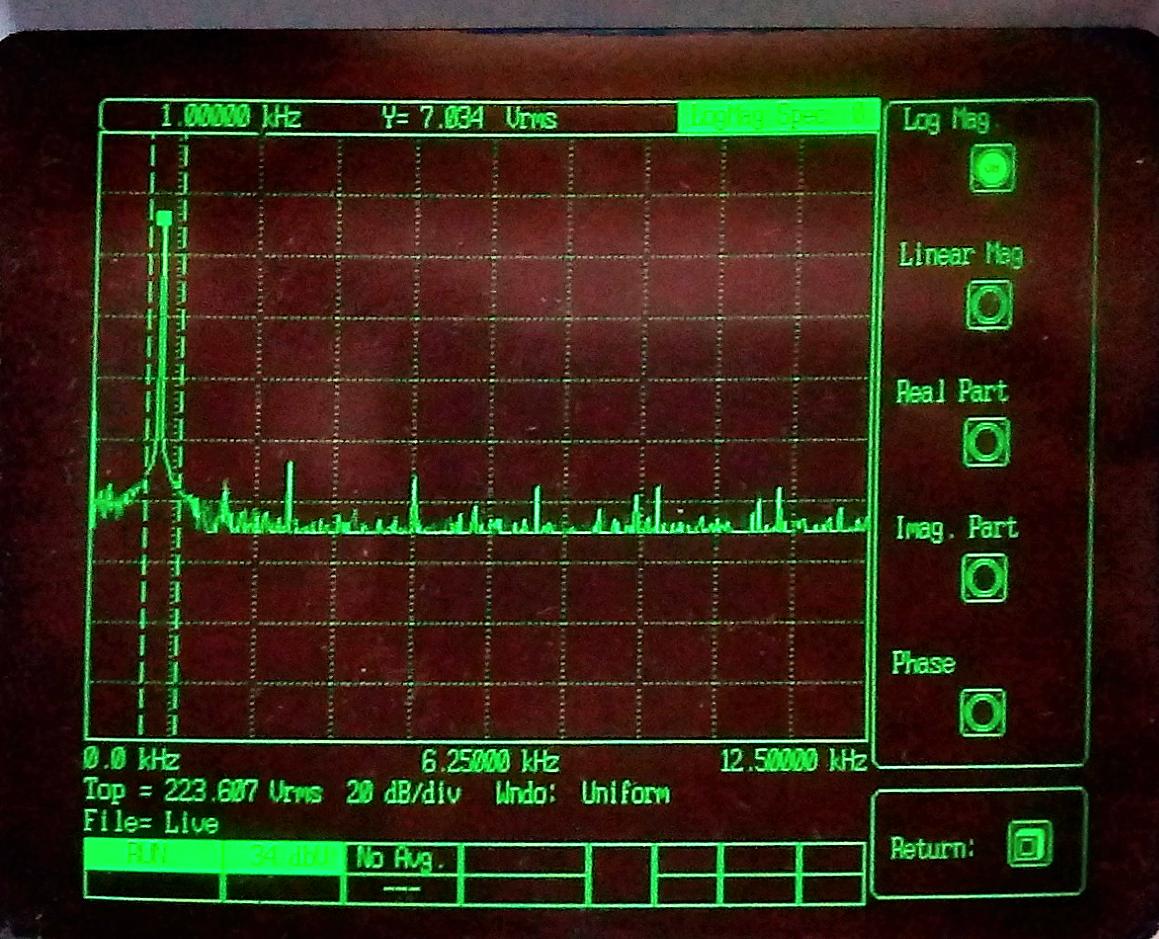 1.00000 kHz Y= 7.034 Vrms LogMag Spec 0
Log Mag.
Linear Mag
Real Part
Imag. Part
Phase
0.0 kHz 6.25000 kHz 12.50000 kHz
Top = 223.607 Vrms 20 dB/div Wndo: Uniform
File= Live
RUN 34 dbV No Avg.
---
Return: